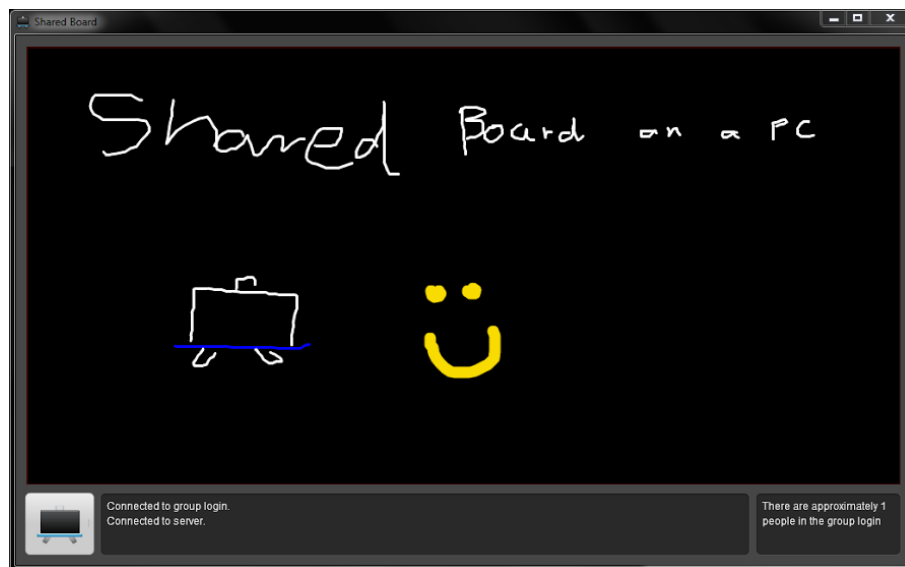 Shared Board
Shared Board on a PC
Connected to group login.
Connected to server.
There are approximately 1
people in the group login